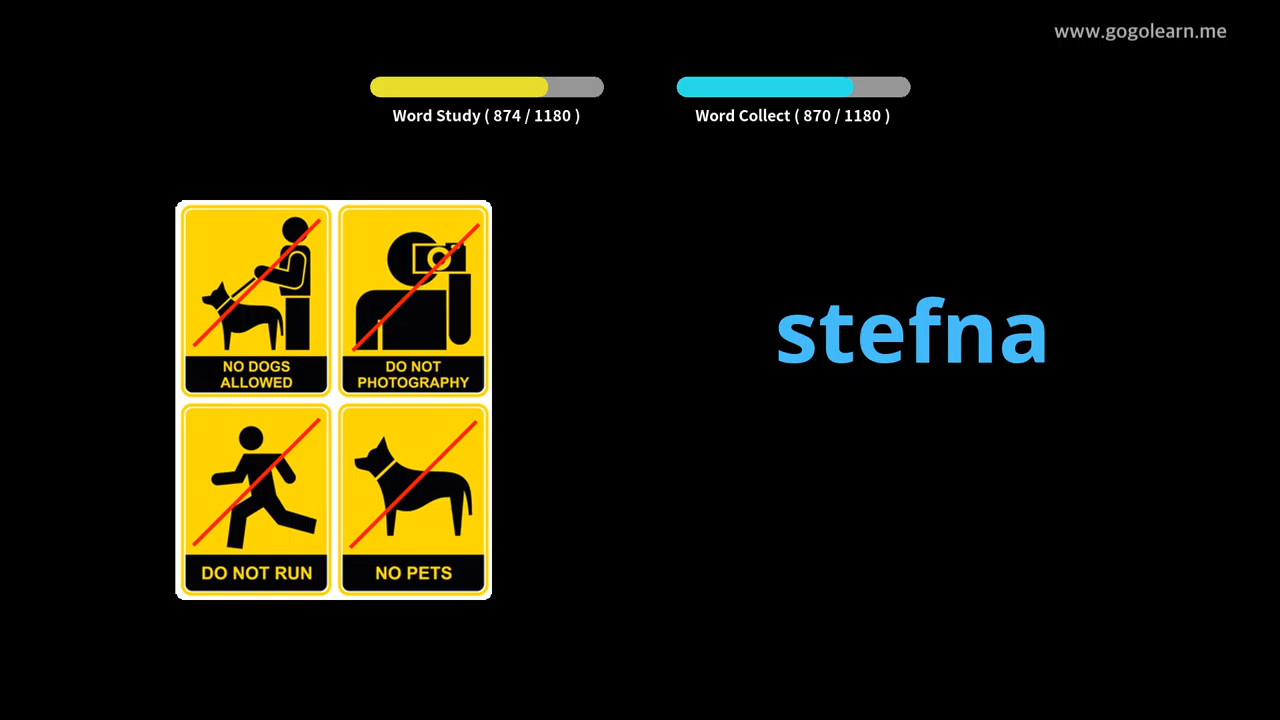 www.gogolearn.me
Word Study ( 874 / 1180 )
Word Collect ( 870 / 1180 )
NO DOGS
ALLOWED
DO NOT
PHOTOGRAPHY
stefna
DO NOT RUN
NO PETS